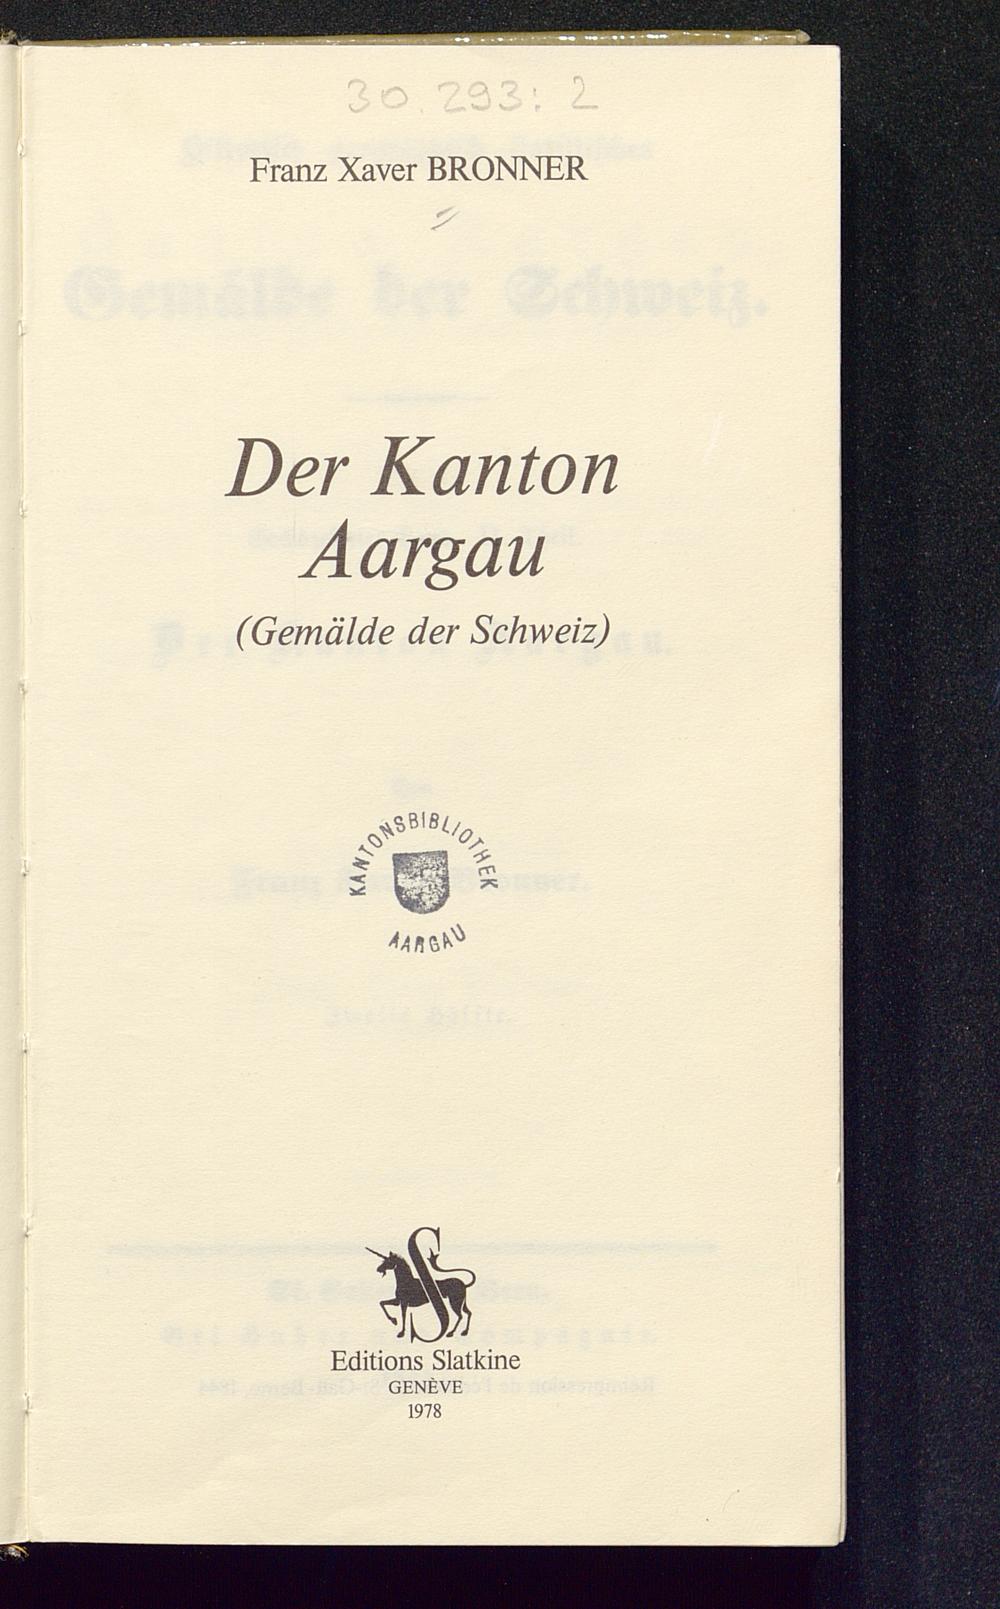 30.293: 2
Franz Xaver BRONNER
Der Kanton
Aargau
(Gemälde der Schweiz)
KANTONSBIBLIOTHEK
AARGAU
Editions Slatkine
GENÈVE
1978